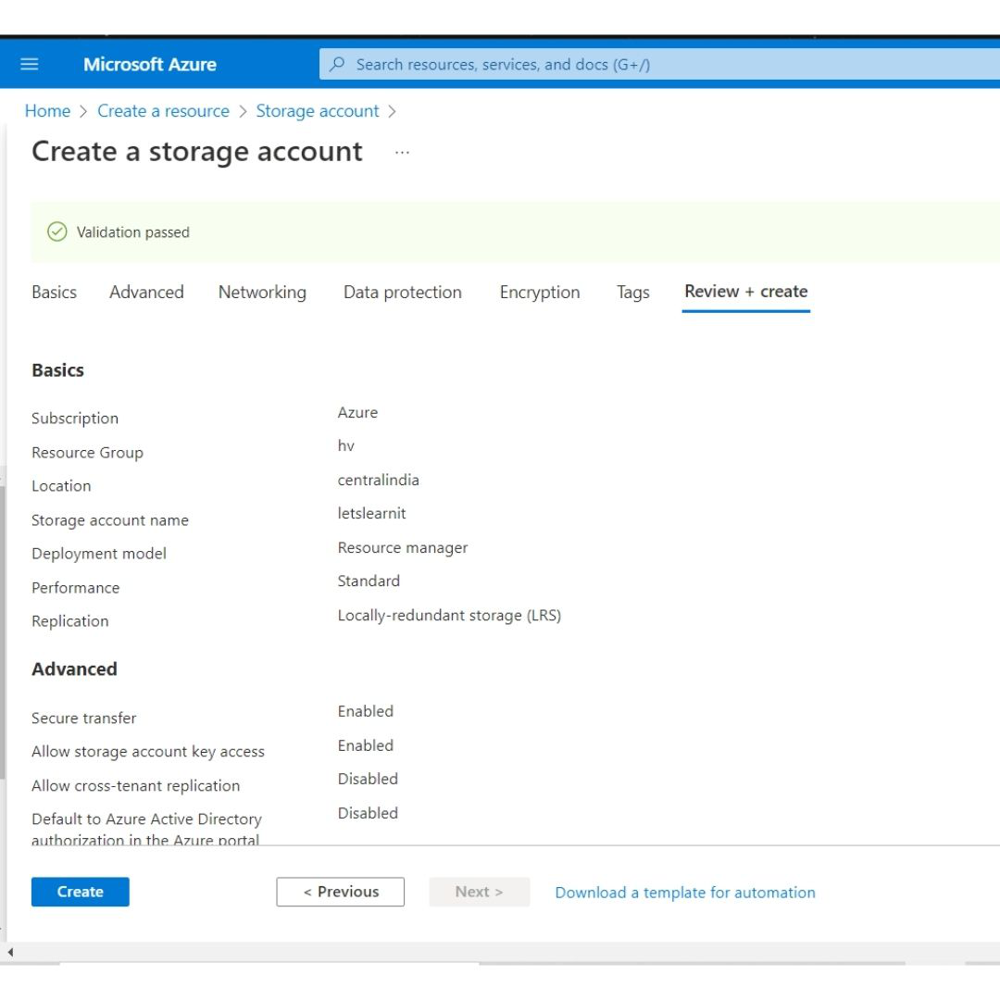 Microsoft Azure
Search resources, services, and docs (G+/)
Home > Create a resource > Storage account >
Create a storage account ...
Validation passed
Basics Advanced Networking Data protection Encryption Tags Review + create
Basics
Subscription Azure
Resource Group hv
Location centralindia
Storage account name letslearnit
Deployment model Resource manager
Performance Standard
Replication Locally-redundant storage (LRS)
Advanced
Secure transfer Enabled
Allow storage account key access Enabled
Allow cross-tenant replication Disabled
Default to Azure Active Directory Disabled
authorization in the Azure portal
Create < Previous Next > Download a template for automation